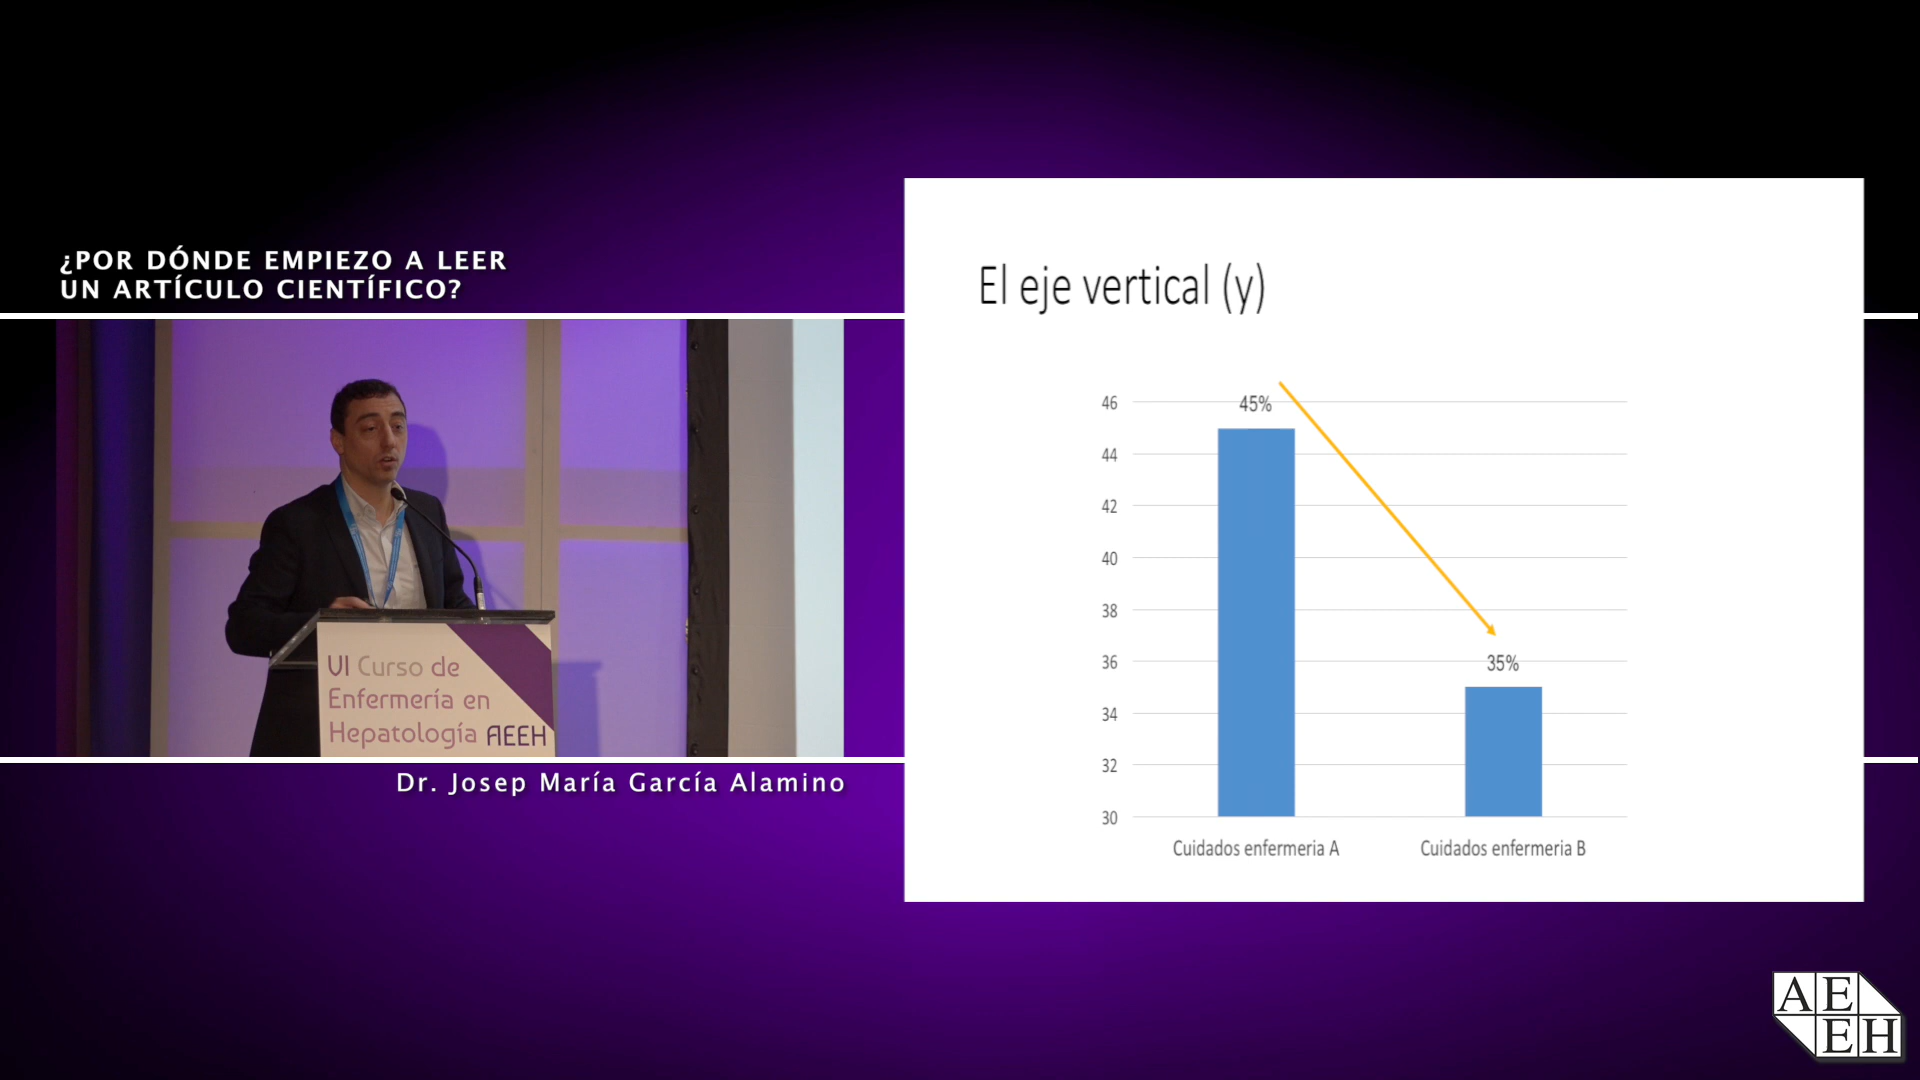 ¿POR DÓNDE EMPIEZO A LEER
UN ARTÍCULO CIENTÍFICO?
VI Curso de
Enfermería en
Hepatología AEEH
Dr. Josep María García Alamino
El eje vertical (y)
46
44
42
40
38
36
34
32
30
45%
35%
Cuidados enfermeria A
Cuidados enfermeria B
AE
EH